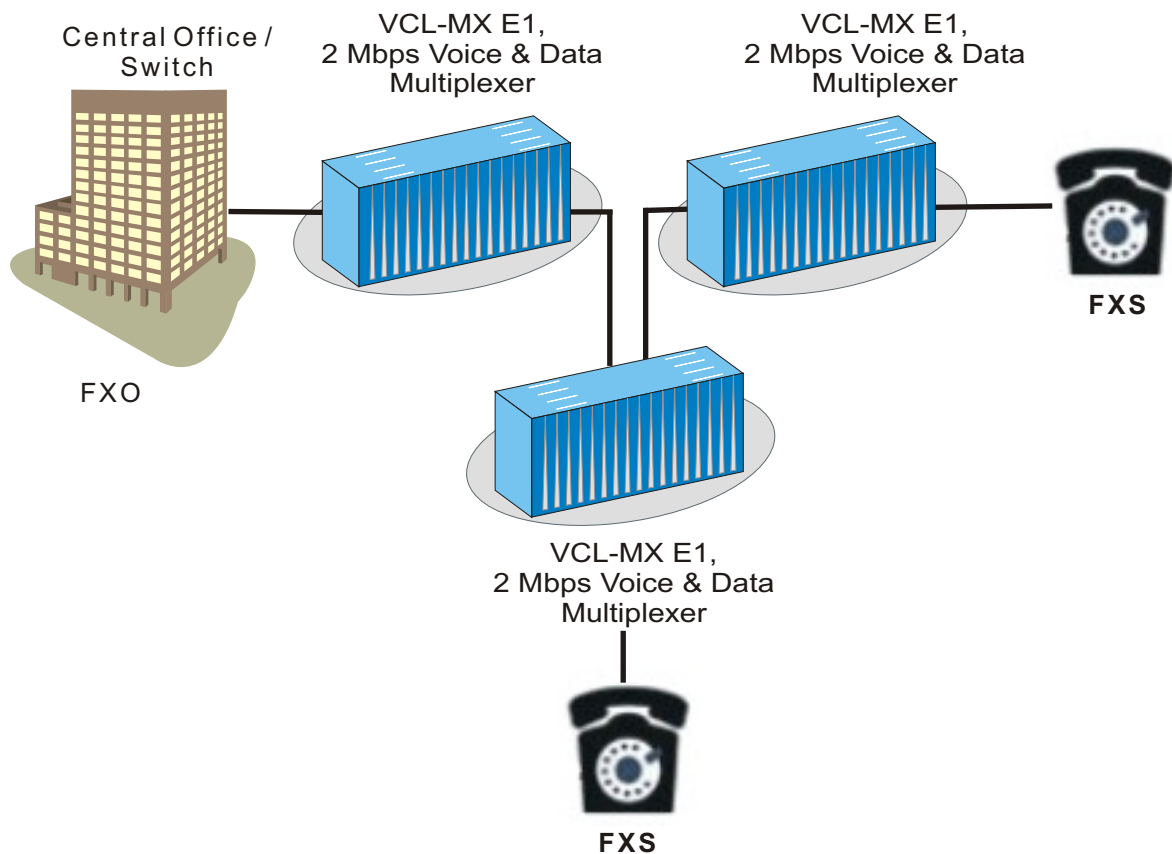 Central Office /
Switch
VCL-MX E1,
2 Mbps Voice & Data
Multiplexer
VCL-MX E1,
2 Mbps Voice & Data
Multiplexer
FXS
FXO
VCL-MX E1,
2 Mbps Voice & Data
Multiplexer
FXS